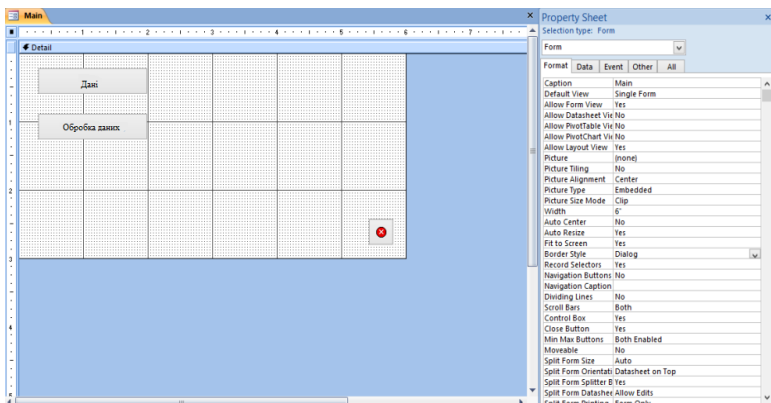 Main
Property Sheet
Selection type: Form
Form
Format Data Event Other All
Detail
Дані
Обробка даних
Caption Main
Default View Single Form
Allow Form View Yes
Allow Datasheet Vie No
Allow PivotTable Vie No
Allow PivotChart Vie No
Allow Layout View Yes
Picture (none)
Picture Tiling No
Picture Alignment Center
Picture Type Embedded
Picture Size Mode Clip
Width 6"
Auto Center No
Auto Resize Yes
Fit to Screen Yes
Border Style Dialog
Record Selectors Yes
Navigation Buttons No
Navigation Caption
Dividing Lines No
Scroll Bars Both
Control Box Yes
Close Button Yes
Min Max Buttons Both Enabled
Moveable No
Split Form Size Auto
Split Form Orientati Datasheet on Top
Split Form Splitter B Yes
Split Form Datashee Allow Edits
Split Form Printing Form Only